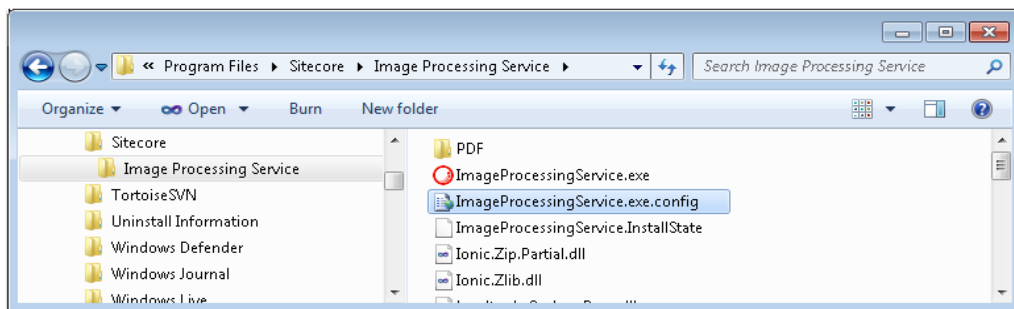 « Program Files ▸ Sitecore ▸ Image Processing Service ▸
Search Image Processing Service
Organize
Open
Burn
New folder
Sitecore
Image Processing Service
TortoiseSVN
Uninstall Information
Windows Defender
Windows Journal
Windows Live
PDF
ImageProcessingService.exe
ImageProcessingService.exe.config
ImageProcessingService.InstallState
Ionic.Zip.Partial.dll
Ionic.Zlib.dll